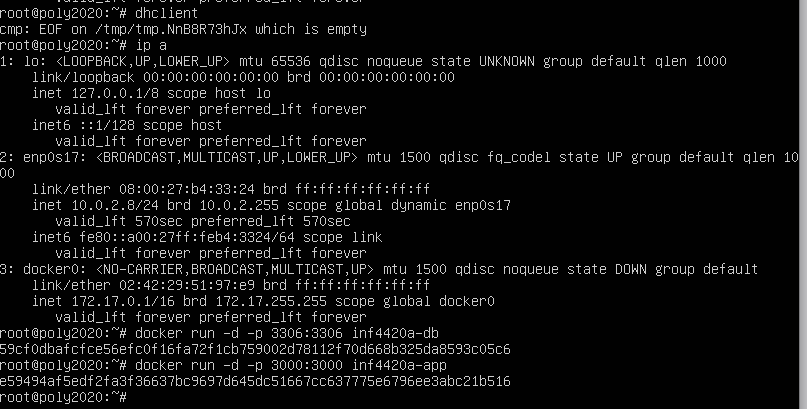 root@poly2020:~# dhclient
cmp: EOF on /tmp/tmp.NnB8R73hJx which is empty
root@poly2020:~# ip a
1: lo: <LOOPBACK,UP,LOWER_UP> mtu 65536 qdisc noqueue state UNKNOWN group default qlen 1000
    link/loopback 00:00:00:00:00:00 brd 00:00:00:00:00:00
    inet 127.0.0.1/8 scope host lo
       valid_lft forever preferred_lft forever
    inet6 ::1/128 scope host
       valid_lft forever preferred_lft forever
2: enp0s17: <BROADCAST,MULTICAST,UP,LOWER_UP> mtu 1500 qdisc fq_codel state UP group default qlen 10
00
    link/ether 08:00:27:b4:33:24 brd ff:ff:ff:ff:ff:ff
    inet 10.0.2.8/24 brd 10.0.2.255 scope global dynamic enp0s17
       valid_lft 570sec preferred_lft 570sec
    inet6 fe80::a00:27ff:feb4:3324/64 scope link
       valid_lft forever preferred_lft forever
3: docker0: <NO-CARRIER,BROADCAST,MULTICAST,UP> mtu 1500 qdisc noqueue state DOWN group default
    link/ether 02:42:29:51:97:e9 brd ff:ff:ff:ff:ff:ff
    inet 172.17.0.1/16 brd 172.17.255.255 scope global docker0
       valid_lft forever preferred_lft forever
root@poly2020:~# docker run -d -p 3306:3306 inf4420a-db
59cf0dbafcfce56efc0f16fa72f1cb759002d78112f70d668b325da8593c05c6
root@poly2020:~# docker run -d -p 3000:3000 inf4420a-app
e59494af5edf2fa3f36637bc9697d645dc51667cc637775e6796ee3abc21b516
root@poly2020:~#